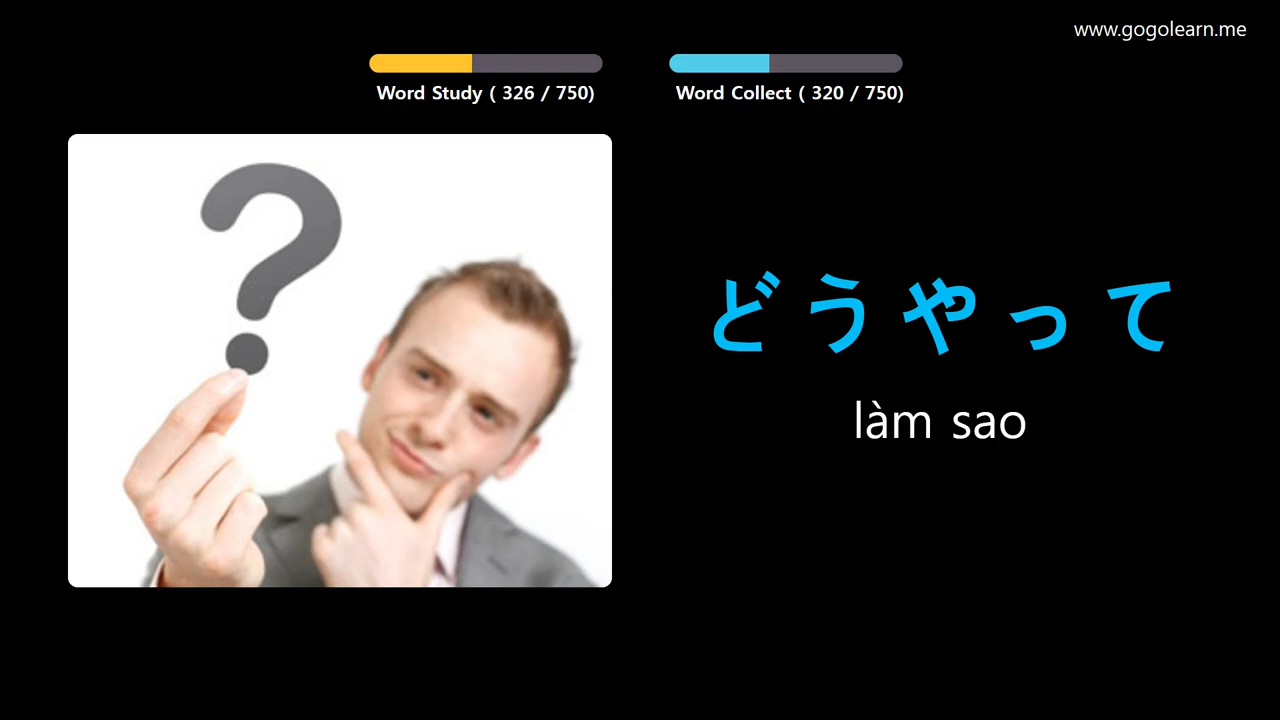 www.gogolearn.me
Word Study ( 326 / 750)
Word Collect ( 320 / 750)
?
どうやって
làm sao